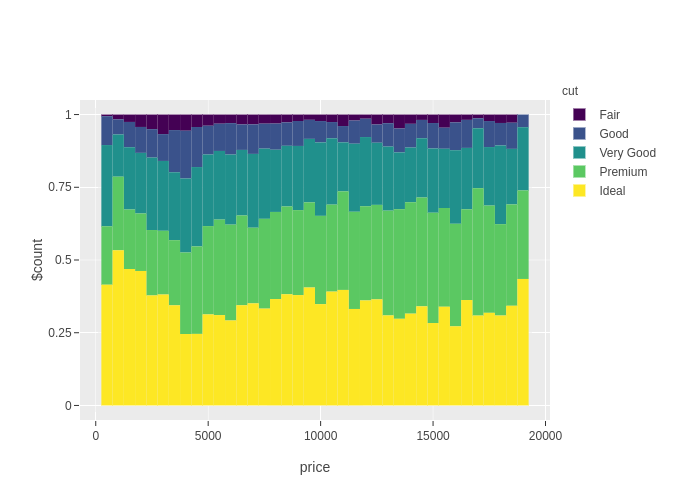 cut
Fair
Good
Very Good
Premium
Ideal
1
0.75
0.5
0.25
0
$count
0
5000
10000
15000
20000
price